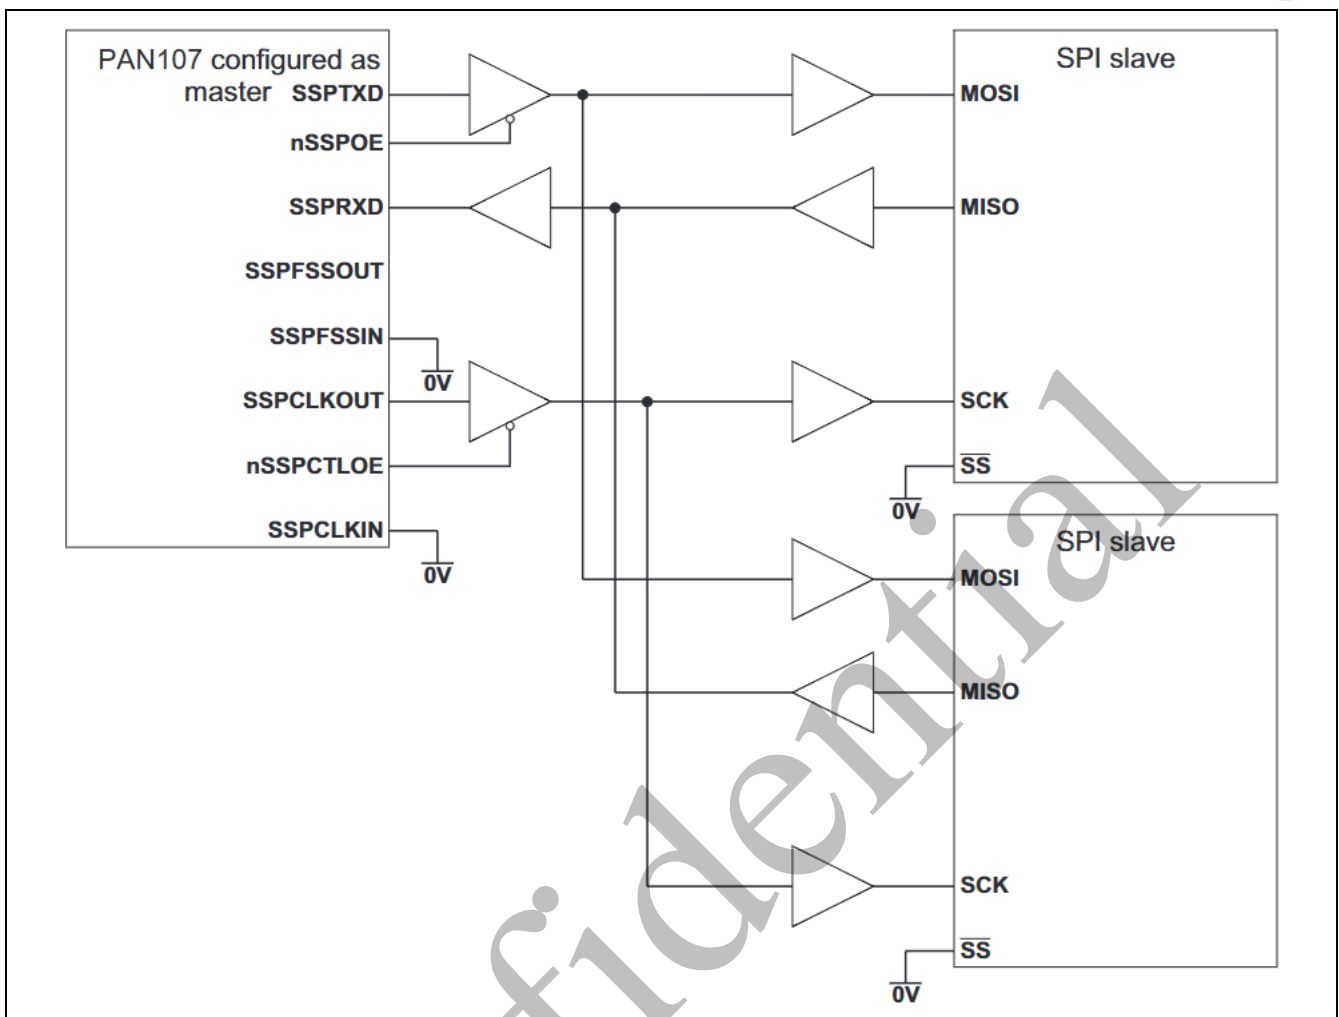 PAN107 configured as
master SSPTXD
nSSPOE
SSPRXD
SSPFSSOUT
SSPFSSIN
0V
SSPCLKOUT
nSSPCTLOE
SSPCLKIN
0V
SPI slave
MOSI
MISO
SCK
SS
0V
SPI slave
MOSI
MISO
SCK
SS
0V
fidential